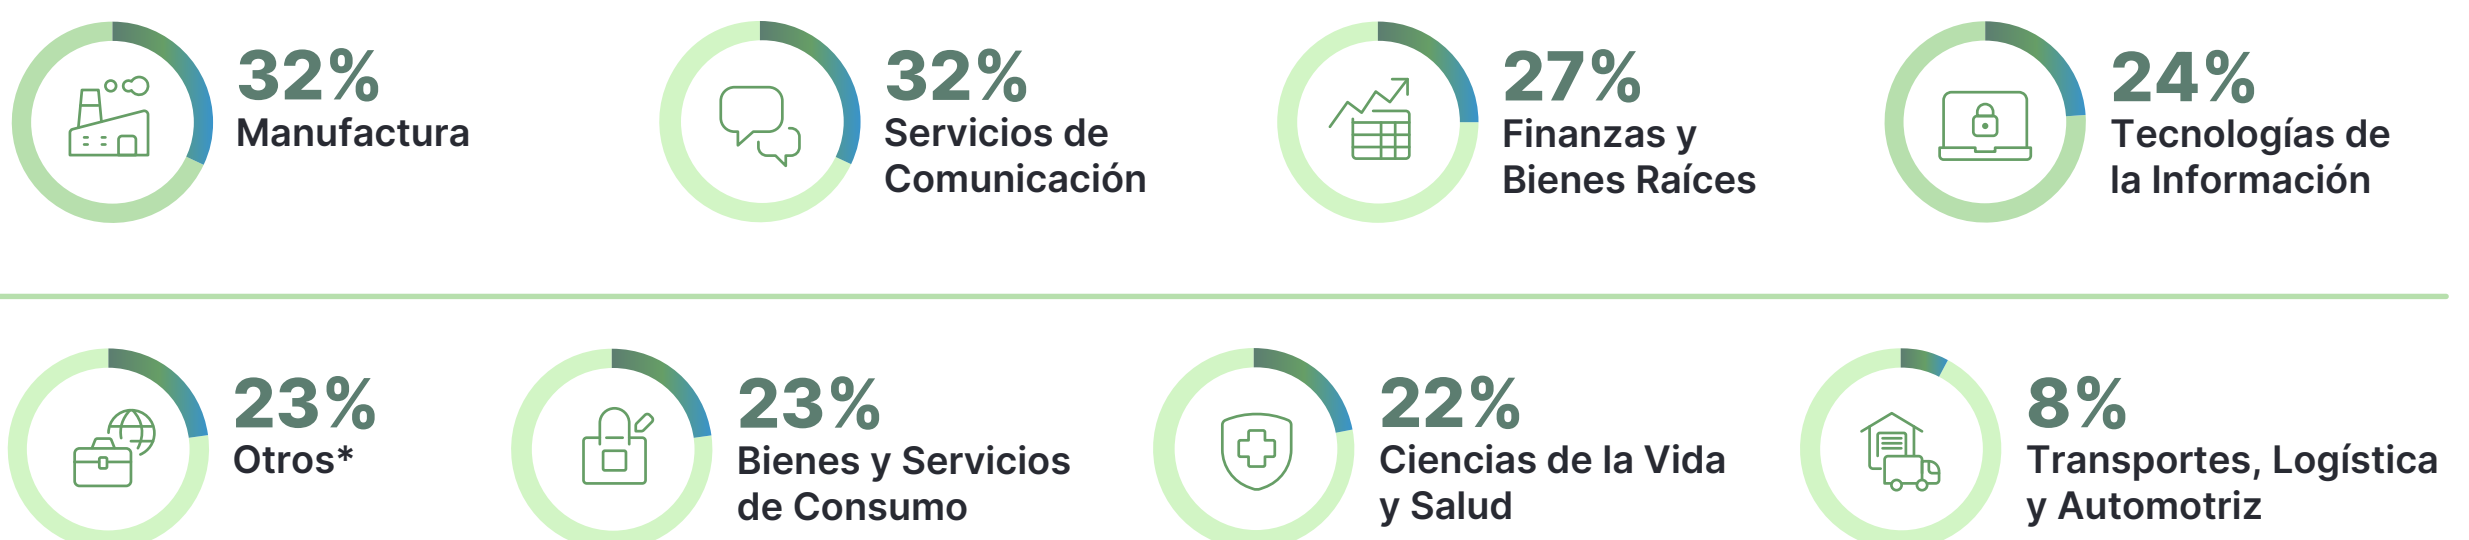 32%
Manufactura
32%
Servicios de
Comunicación
27%
Finanzas y
Bienes Raíces
24%
Tecnologías de
la Información
23%
Otros*
23%
Bienes y Servicios
de Consumo
22%
Ciencias de la Vida
y Salud
8%
Transportes, Logística
y Automotriz